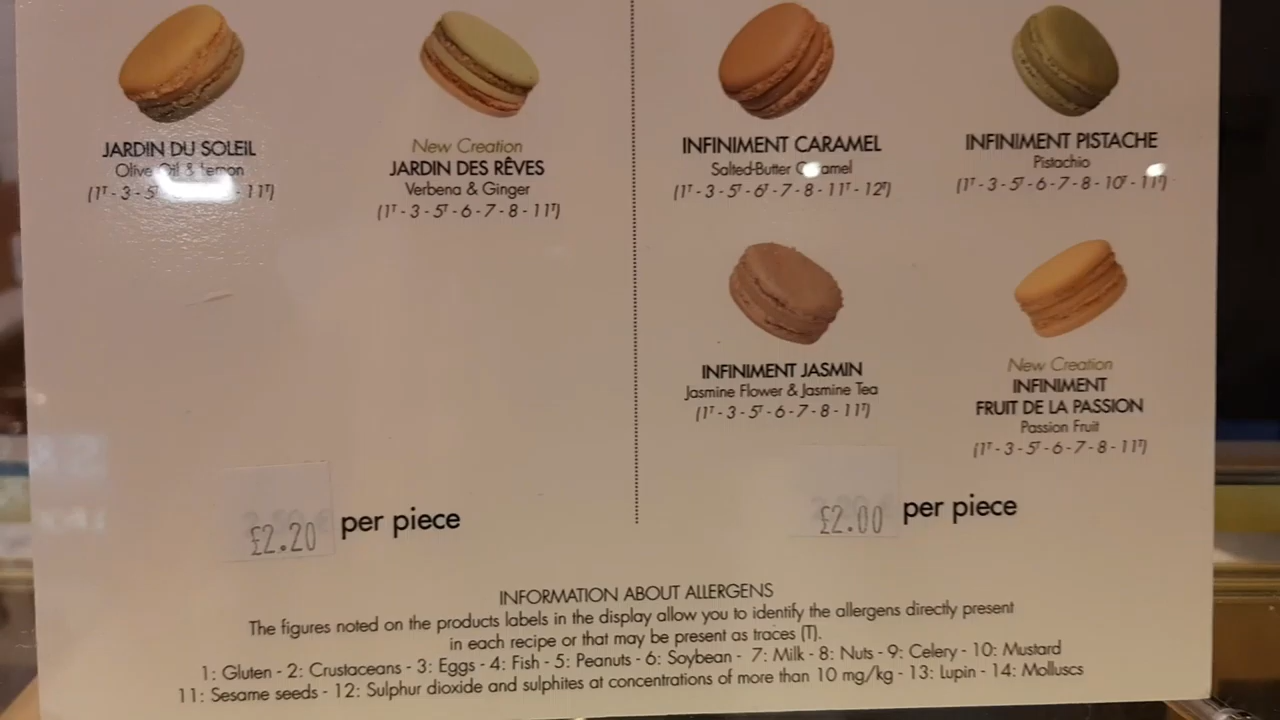 JARDIN DU SOLEIL
Olive Oil & Lemon
(1ᵀ - 3 - 5ᵀ - 11ᵀ)
New Creation
JARDIN DES RÊVES
Verbena & Ginger
(1ᵀ - 3 - 5ᵀ - 6 - 7 - 8 - 11ᵀ)
INFINIMENT CARAMEL
Salted-Butter Caramel
(1ᵀ - 3 - 5ᵀ - 6ᵀ - 7 - 8 - 11ᵀ - 12ᵀ)
INFINIMENT PISTACHE
Pistachio
(1ᵀ - 3 - 5ᵀ - 6 - 7 - 8 - 10ᵀ - 11ᵀ)
INFINIMENT JASMIN
Jasmine Flower & Jasmine Tea
(1ᵀ - 3 - 5ᵀ - 6 - 7 - 8 - 11ᵀ)
New Creation
INFINIMENT
FRUIT DE LA PASSION
Passion Fruit
(1ᵀ - 3 - 5ᵀ - 6 - 7 - 8 - 11ᵀ)
£2.20 per piece
£2.00 per piece
INFORMATION ABOUT ALLERGENS
The figures noted on the products labels in the display allow you to identify the allergens directly present
in each recipe or that may be present as traces (T).
1: Gluten - 2: Crustaceans - 3: Eggs - 4: Fish - 5: Peanuts - 6: Soybean - 7: Milk - 8: Nuts - 9: Celery - 10: Mustard
11: Sesame seeds - 12: Sulphur dioxide and sulphites at concentrations of more than 10 mg/kg - 13: Lupin - 14: Molluscs